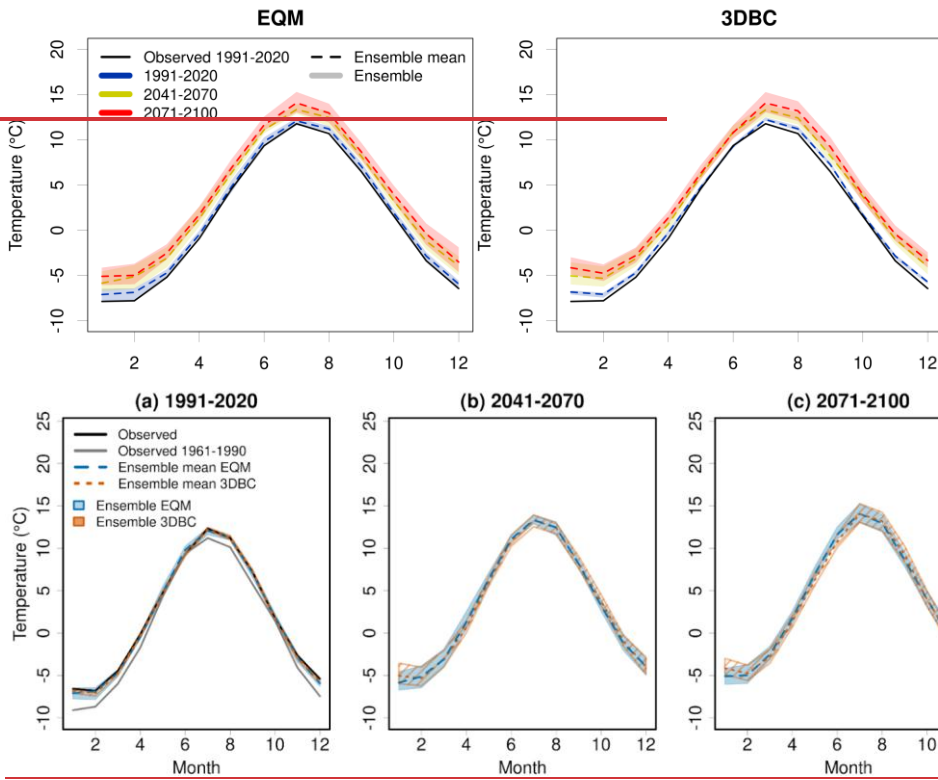 EQM
3DBC
Observed 1991-2020
Ensemble mean
1991-2020
Ensemble
2041-2070
2071-2100
Temperature (°C)
20
15
10
5
0
-5
-10
2 4 6 8 10 12
Temperature (°C)
20
15
10
5
0
-5
-10
2 4 6 8 10 12
(a) 1991-2020
(b) 2041-2070
(c) 2071-2100
Observed
Observed 1961-1990
Ensemble mean EQM
Ensemble mean 3DBC
Ensemble EQM
Ensemble 3DBC
Temperature (°C)
25
20
15
10
5
0
-5
-10
2 4 6 8 10 12
Month
25
20
15
10
5
0
-5
-10
2 4 6 8 10 12
Month
25
20
15
10
5
0
-5
-10
2 4 6 8 10
Month